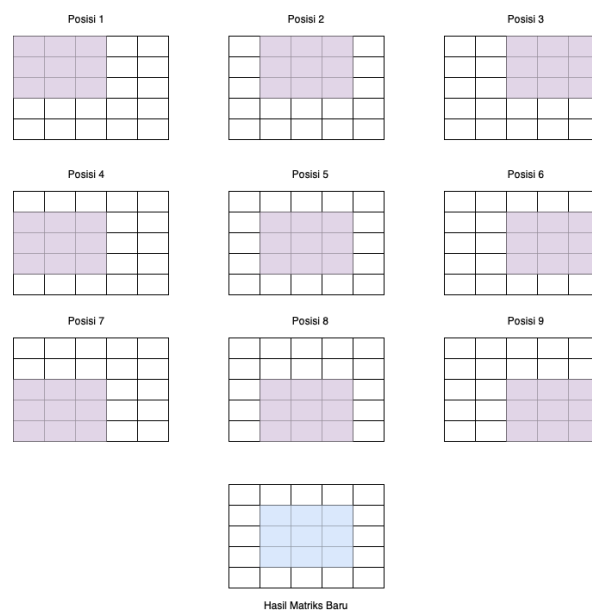 Posisi 1
Posisi 2
Posisi 3
Posisi 4
Posisi 5
Posisi 6
Posisi 7
Posisi 8
Posisi 9
Hasil Matriks Baru